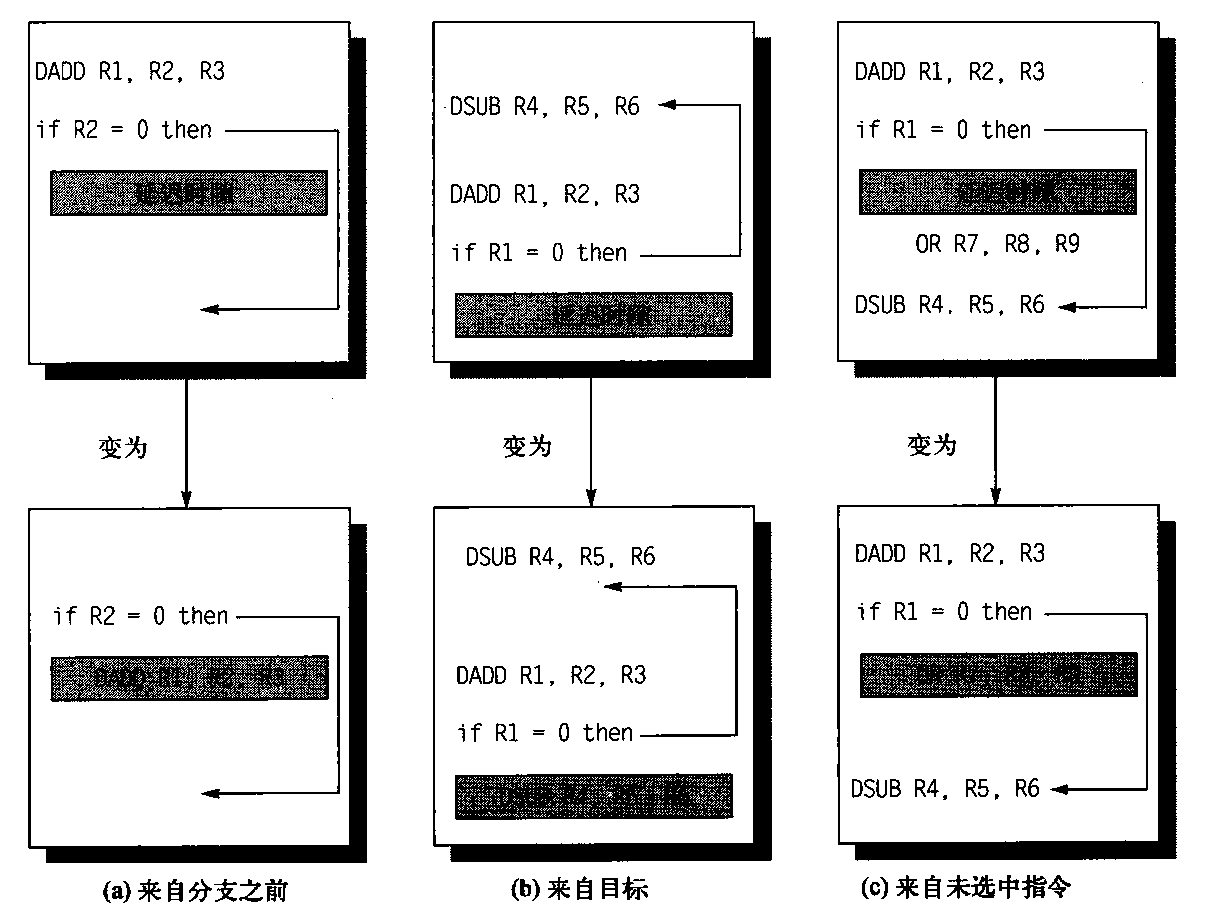 DADD R1, R2, R3
if R2 = 0 then
延迟时隙
变为
if R2 = 0 then
DADD R1, R2, R3
(a) 来自分支之前
DSUB R4, R5, R6
DADD R1, R2, R3
if R1 = 0 then
延迟时隙
变为
DSUB R4, R5, R6
DADD R1, R2, R3
if R1 = 0 then
DSUB R4, R5, R6
(b) 来自目标
DADD R1, R2, R3
if R1 = 0 then
延迟时隙
OR R7, R8, R9
DSUB R4, R5, R6
变为
DADD R1, R2, R3
if R1 = 0 then
OR R7, R8, R9
DSUB R4, R5, R6
(c) 来自未选中指令